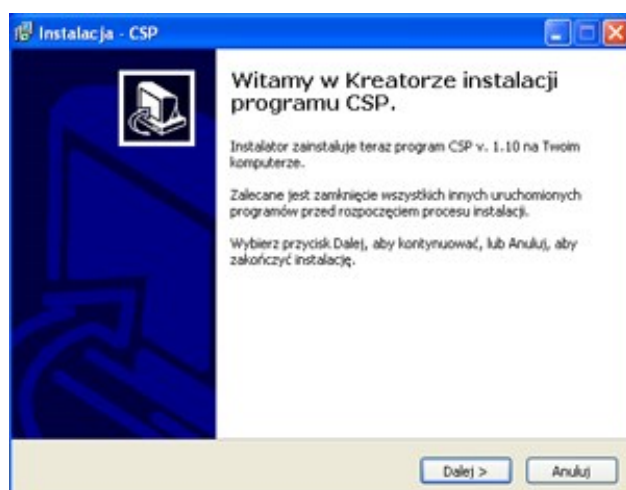 Instalacja - CSP
Witamy w Kreatorze instalacji
programu CSP.
Instalator zainstaluje teraz program CSP v. 1.10 na Twoim
komputerze.
Zalecane jest zamknięcie wszystkich innych uruchomionych
programów przed rozpoczęciem procesu instalacji.
Wybierz przycisk Dalej, aby kontynuować, lub Anuluj, aby
zakończyć instalację.
Dalej >
Anuluj